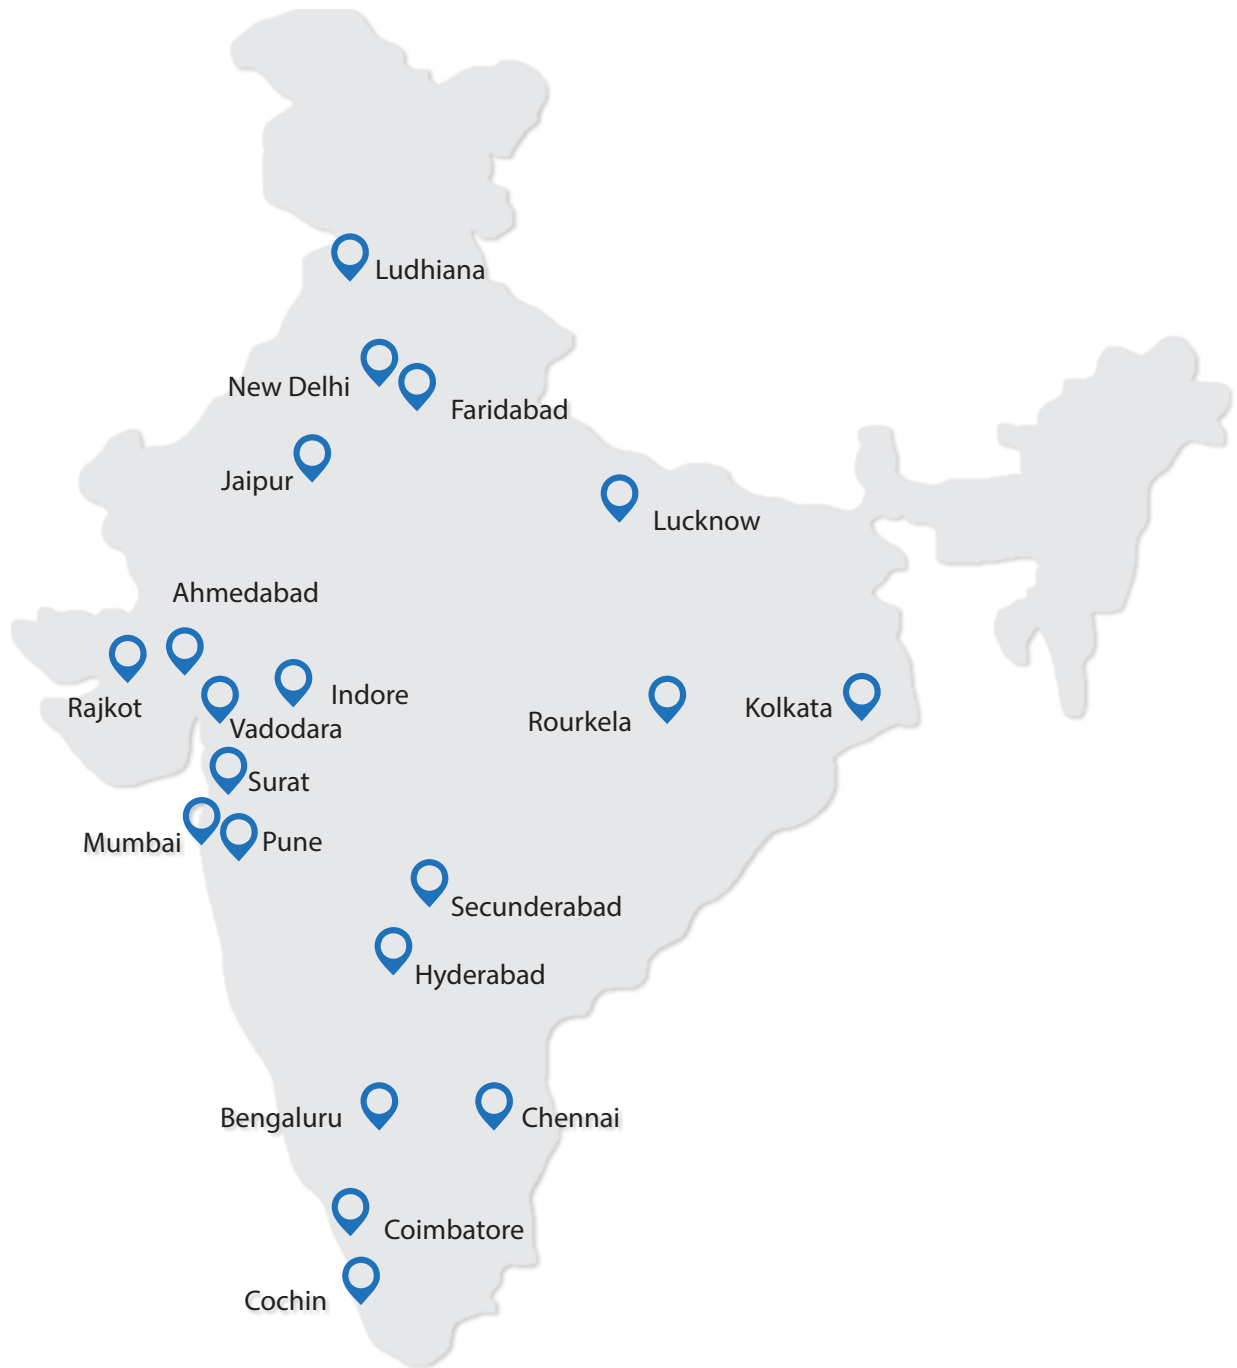 Ludhiana
New Delhi
Faridabad
Jaipur
Lucknow
Ahmedabad
Rajkot
Indore
Vadodara
Rourkela
Kolkata
Surat
Mumbai
Pune
Secunderabad
Hyderabad
Bengaluru
Chennai
Coimbatore
Cochin